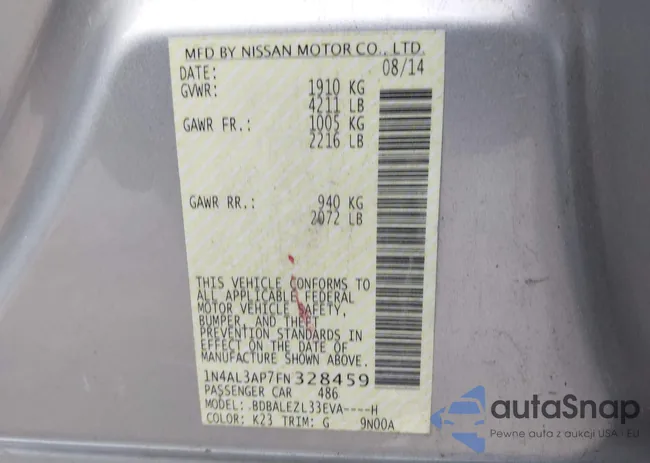 MFD BY NISSAN MOTOR CO., LTD.
DATE: 08/14
GVWR: 1910 KG
4211 LB
GAWR FR.: 1005 KG
2216 LB
GAWR RR.: 940 KG
2072 LB
THIS VEHICLE CONFORMS TO
ALL APPLICABLE FEDERAL
MOTOR VEHICLE SAFETY,
BUMPER, AND THEFT
PREVENTION STANDARDS IN
EFFECT ON THE DATE OF
MANUFACTURE SHOWN ABOVE.
1N4AL3AP7FN328459
PASSENGER CAR 486
MODEL: BDBALEZL33EVA----H
COLOR: K23 TRIM: G 9N00A
autoSnap
Pewne auta z aukcji USA - EU